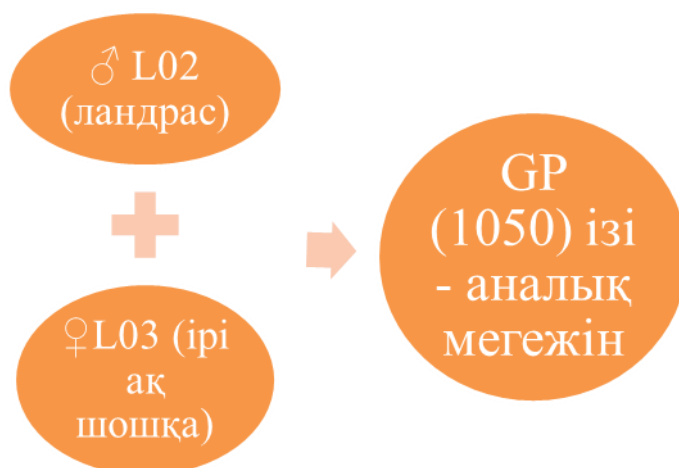 ♂ L02
(ландрас)
♀L03 (ірі
ақ
шошқа)
GP
(1050) ізі
- аналық
мегежін